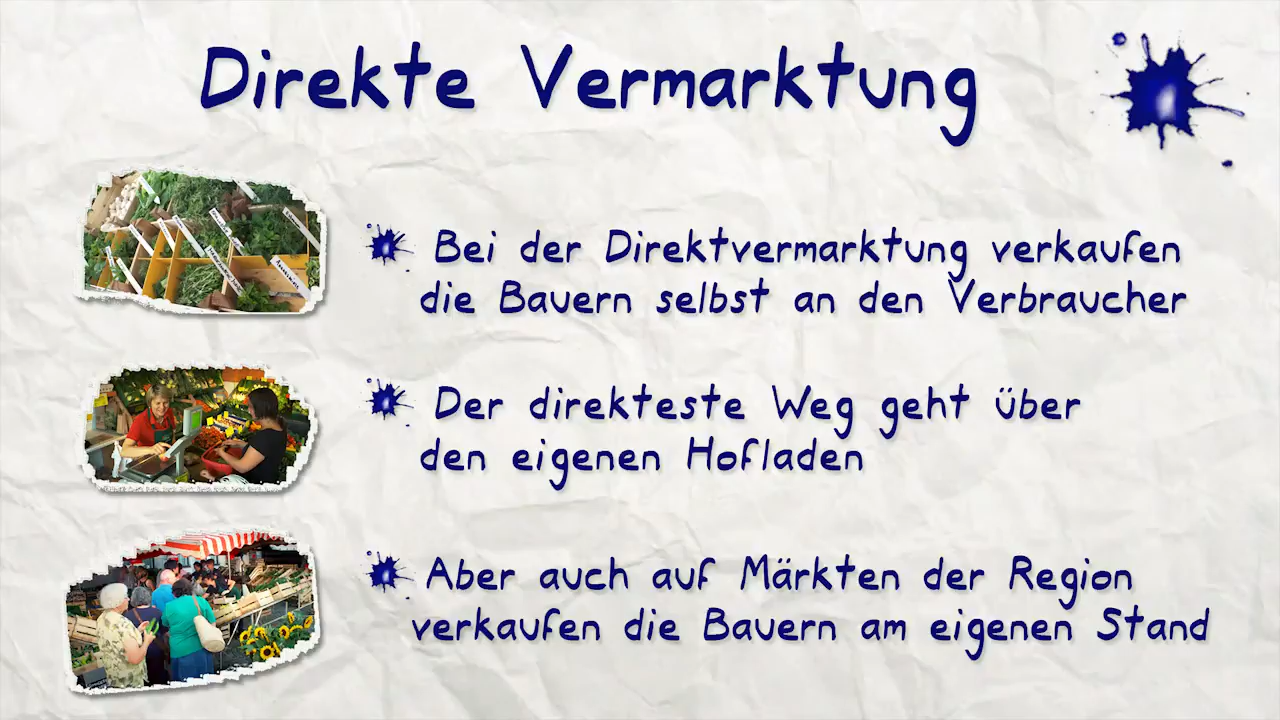 Direkte Vermarktung
Bei der Direktvermarktung verkaufen
die Bauern selbst an den Verbraucher
Der direkteste Weg geht über
den eigenen Hofladen
Aber auch auf Märkten der Region
verkaufen die Bauern am eigenen Stand